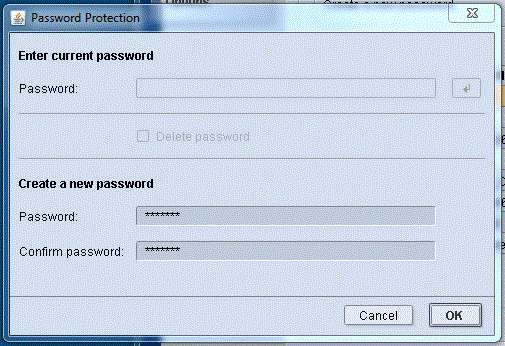 Password Protection
Enter current password
Password:
Delete password
Create a new password
Password: *******
Confirm password: *******
Cancel
OK